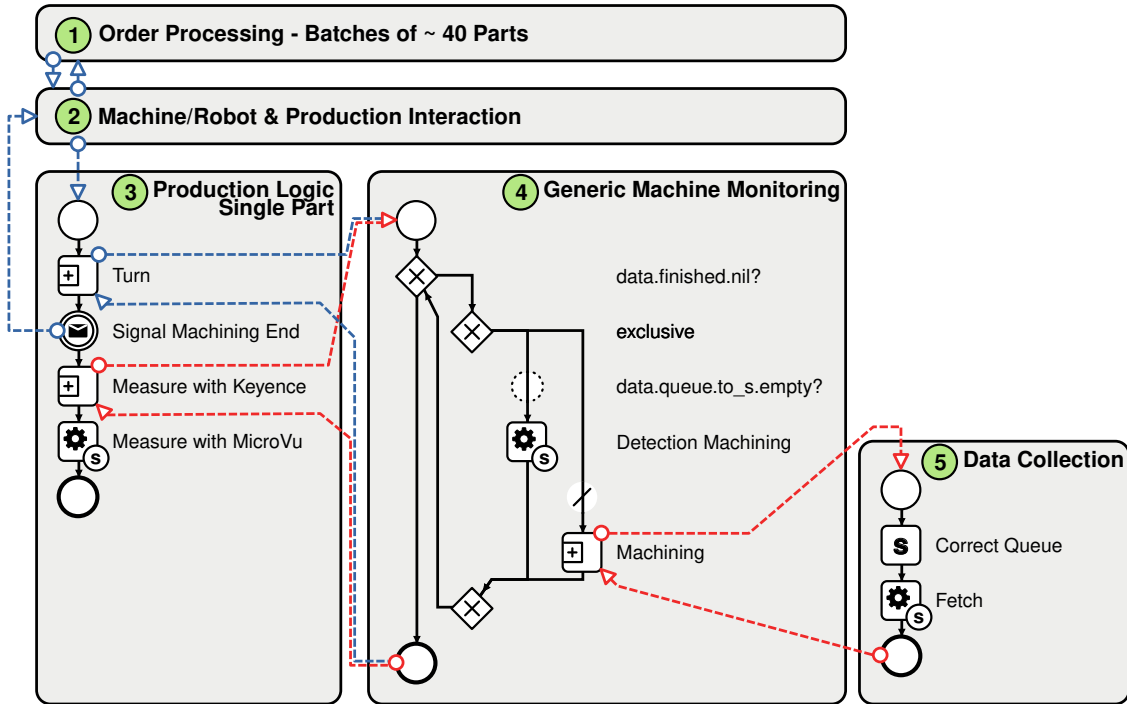 1 Order Processing - Batches of ~ 40 Parts
2 Machine/Robot & Production Interaction
3 Production Logic
Single Part
Turn
Signal Machining End
Measure with Keyence
Measure with MicroVu
s
4 Generic Machine Monitoring
data.finished.nil?
exclusive
data.queue.to_s.empty?
Detection Machining
s
Machining
5 Data Collection
s Correct Queue
Fetch
s